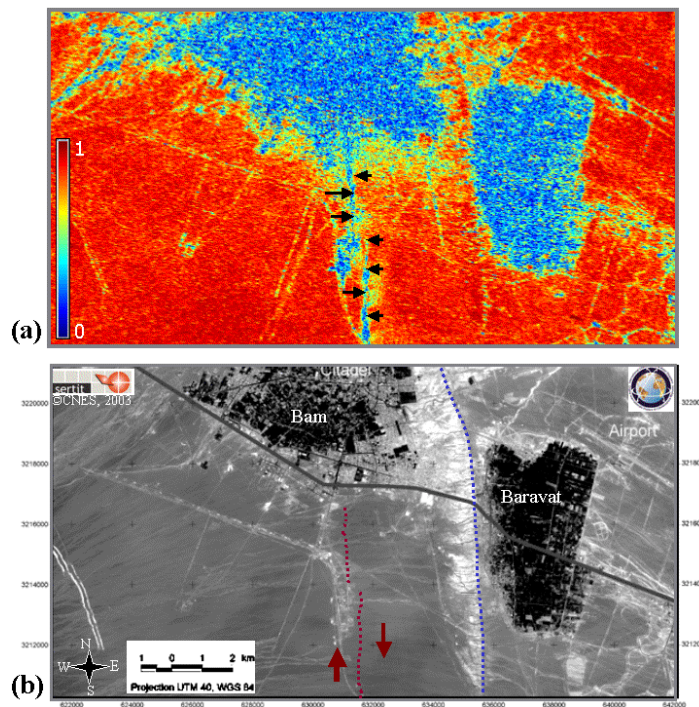 1
0
(a)
sertit
©CNES, 2003
Citadel
Bam
Airport
Baravat
3218000
3216000
3214000
3212000
N
W E
S
1 0 1 2 km
Projection UTM 40, WGS 84
(b)
622000 624000 626000 628000 630000 632000 634000 636000 638000 640000 642000